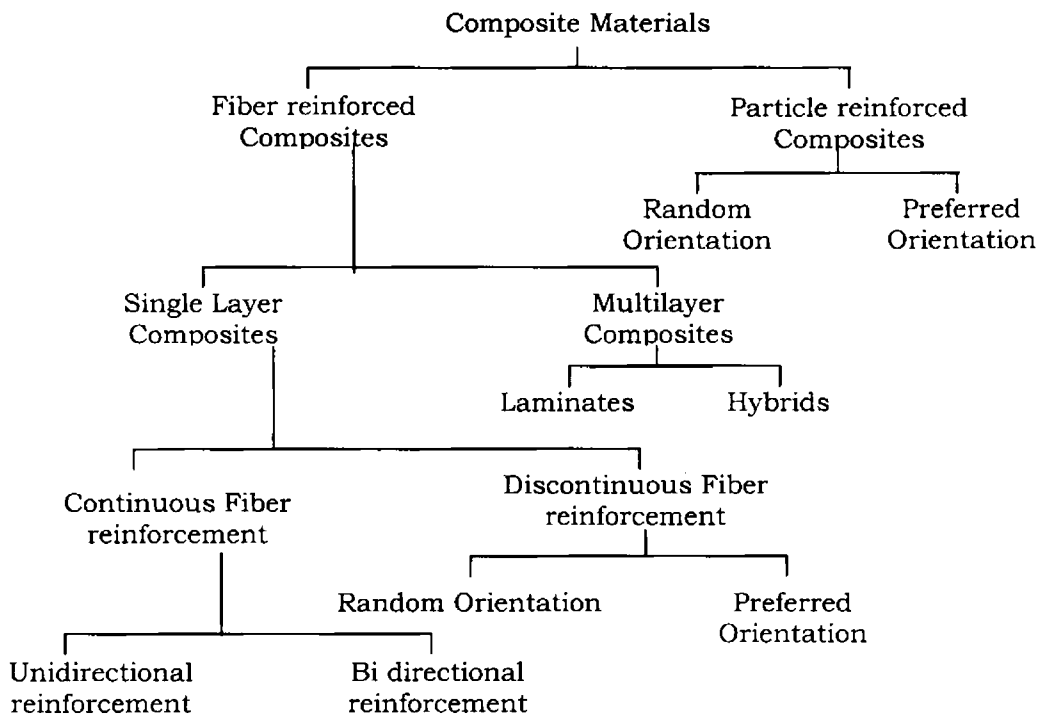 Composite Materials
Fiber reinforced
Composites
Particle reinforced
Composites
Random
Orientation
Preferred
Orientation
Single Layer
Composites
Multilayer
Composites
Laminates
Hybrids
Continuous Fiber
reinforcement
Discontinuous Fiber
reinforcement
Random Orientation
Preferred
Orientation
Unidirectional
reinforcement
Bi directional
reinforcement